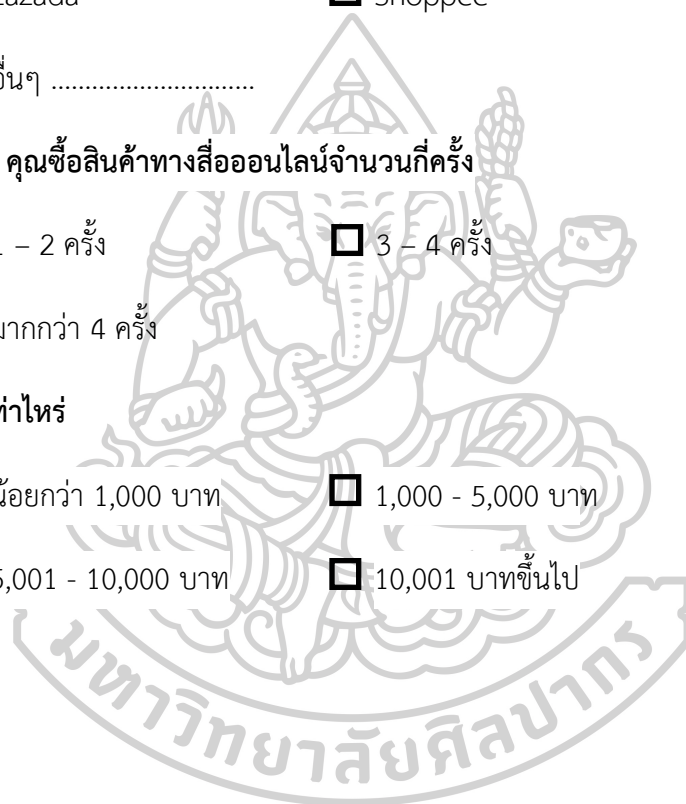 Shoppee
อื่นๆ ..............................
คุณซื้อสินค้าทางสื่อออนไลน์จำนวนกี่ครั้ง
– 2 ครั้ง 3 – 4 ครั้ง
มากกว่า 4 ครั้ง
ท่าไหร่
น้อยกว่า 1,000 บาท 1,000 - 5,000 บาท
5,001 - 10,000 บาท 10,001 บาทขึ้นไป
มหาวิทยาลัยศิลปากร